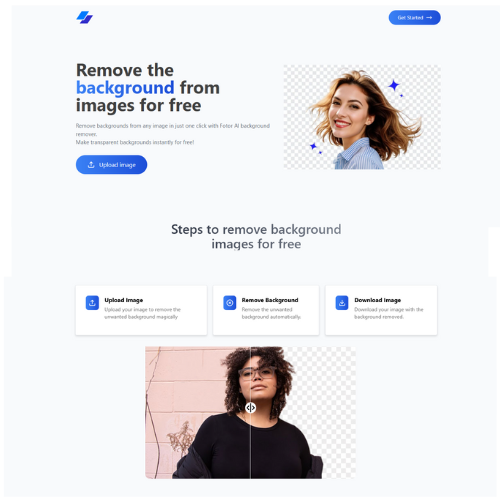 Get Started
Remove the
background from
images for free
Remove backgrounds from any image in just one click with Foter AI background
remover.
Make transparent backgrounds instantly for free!
Upload image
Steps to remove background
images for free
Upload Image
Upload your image to remove the
unwanted background magically
Remove Background
Remove the unwanted
background automatically.
Download Image
Download your image with the
background removed.